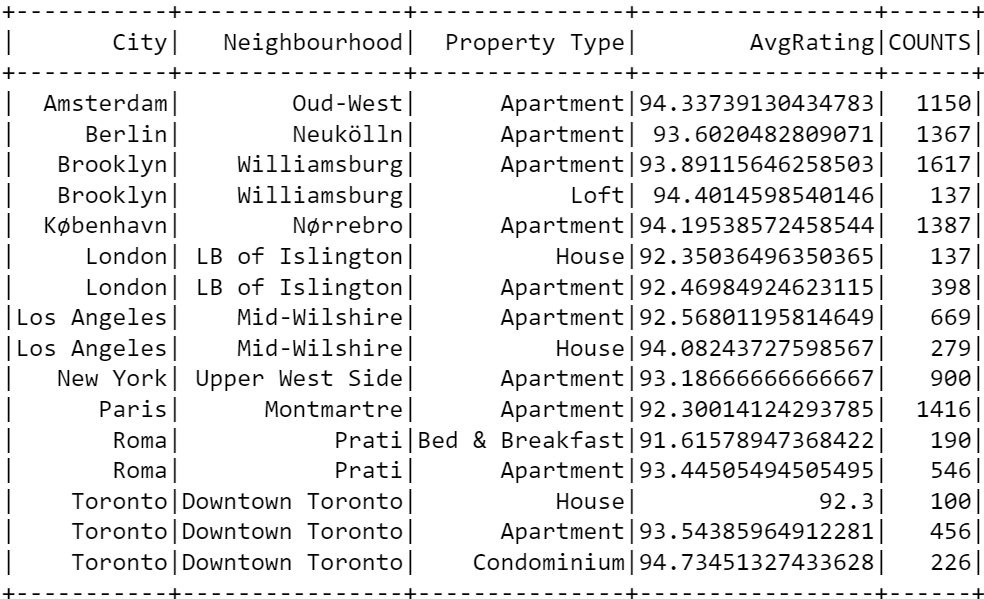 +-----------+----------------+---------------+-----------------+------+
|       City|   Neighbourhood|  Property Type|        AvgRating|COUNTS|
+-----------+----------------+---------------+-----------------+------+
|  Amsterdam|        Oud-West|      Apartment|94.33739130434783|  1150|
|     Berlin|        Neukölln|      Apartment| 93.6020482809071|  1367|
|   Brooklyn|    Williamsburg|      Apartment|93.89115646258503|  1617|
|   Brooklyn|    Williamsburg|           Loft| 94.4014598540146|   137|
|  København|        Nørrebro|      Apartment|94.19538572458544|  1387|
|     London| LB of Islington|          House|92.35036496350365|   137|
|     London| LB of Islington|      Apartment|92.46984924623115|   398|
|Los Angeles|    Mid-Wilshire|      Apartment|92.56801195814649|   669|
|Los Angeles|    Mid-Wilshire|          House|94.08243727598567|   279|
|   New York| Upper West Side|      Apartment|93.18666666666667|   900|
|      Paris|      Montmartre|      Apartment|92.30014124293785|  1416|
|       Roma|           Prati|Bed & Breakfast|91.61578947368422|   190|
|       Roma|           Prati|      Apartment|93.44505494505495|   546|
|    Toronto|Downtown Toronto|          House|             92.3|   100|
|    Toronto|Downtown Toronto|      Apartment|93.54385964912281|   456|
|    Toronto|Downtown Toronto|    Condominium|94.73451327433628|   226|
+-----------+----------------+---------------+-----------------+------+